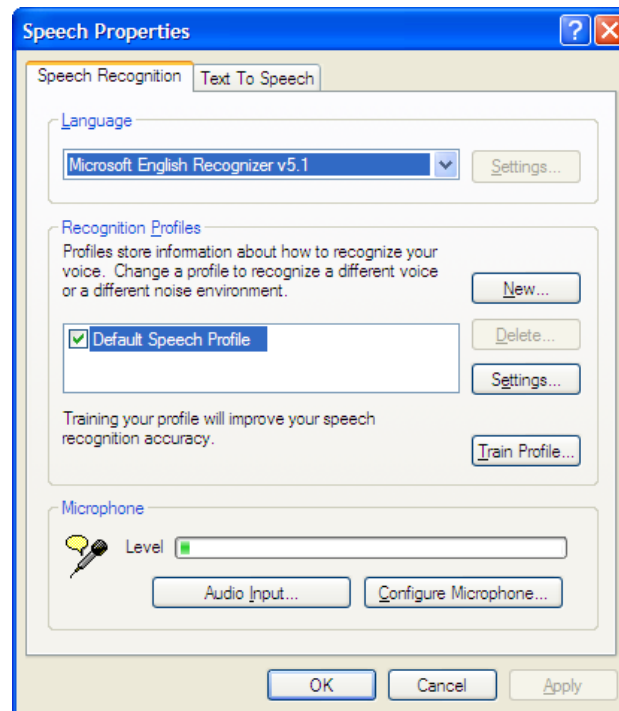 Speech Properties
Speech Recognition
Text To Speech
Language
Microsoft English Recognizer v5.1
Settings...
Recognition Profiles
Profiles store information about how to recognize your
voice. Change a profile to recognize a different voice
or a different noise environment.
New...
Default Speech Profile
Delete...
Settings...
Training your profile will improve your speech
recognition accuracy.
Train Profile...
Microphone
Level
Audio Input...
Configure Microphone...
OK
Cancel
Apply